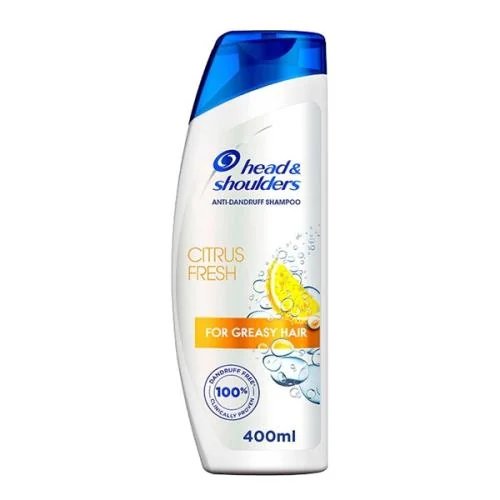 head &
shoulders
ANTI-DANDRUFF SHAMPOO
CITRUS
FRESH
FOR GREASY HAIR
DANDRUFF FREE*
100%
CLINICALLY PROVEN
400ml